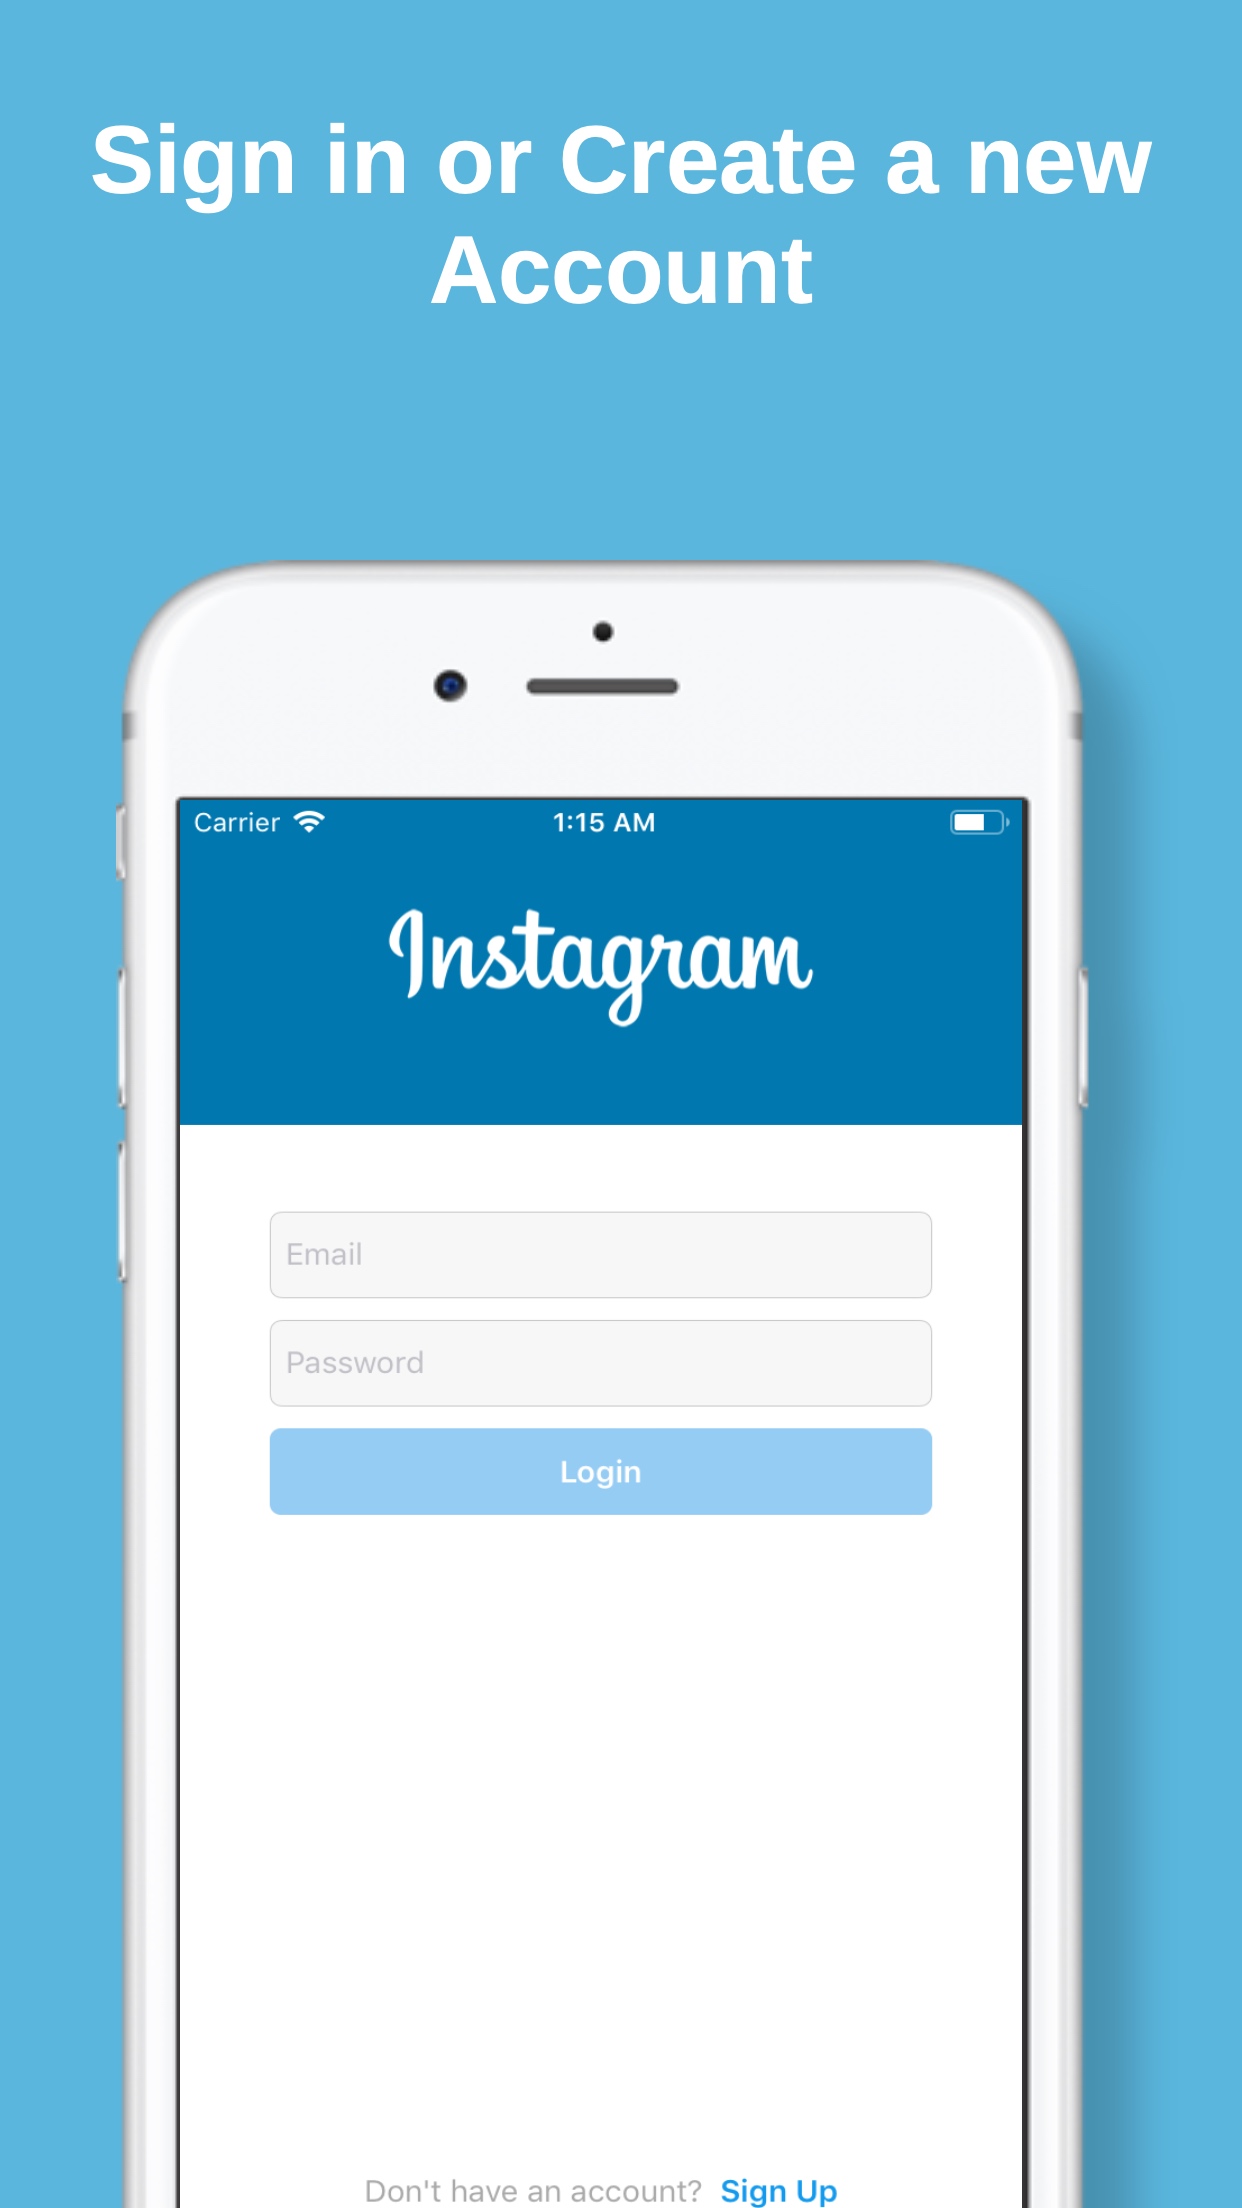 Sign in or Create a new
Account
Carrier 1:15 AM
Instagram
Email
Password
Login
Don't have an account? Sign Up